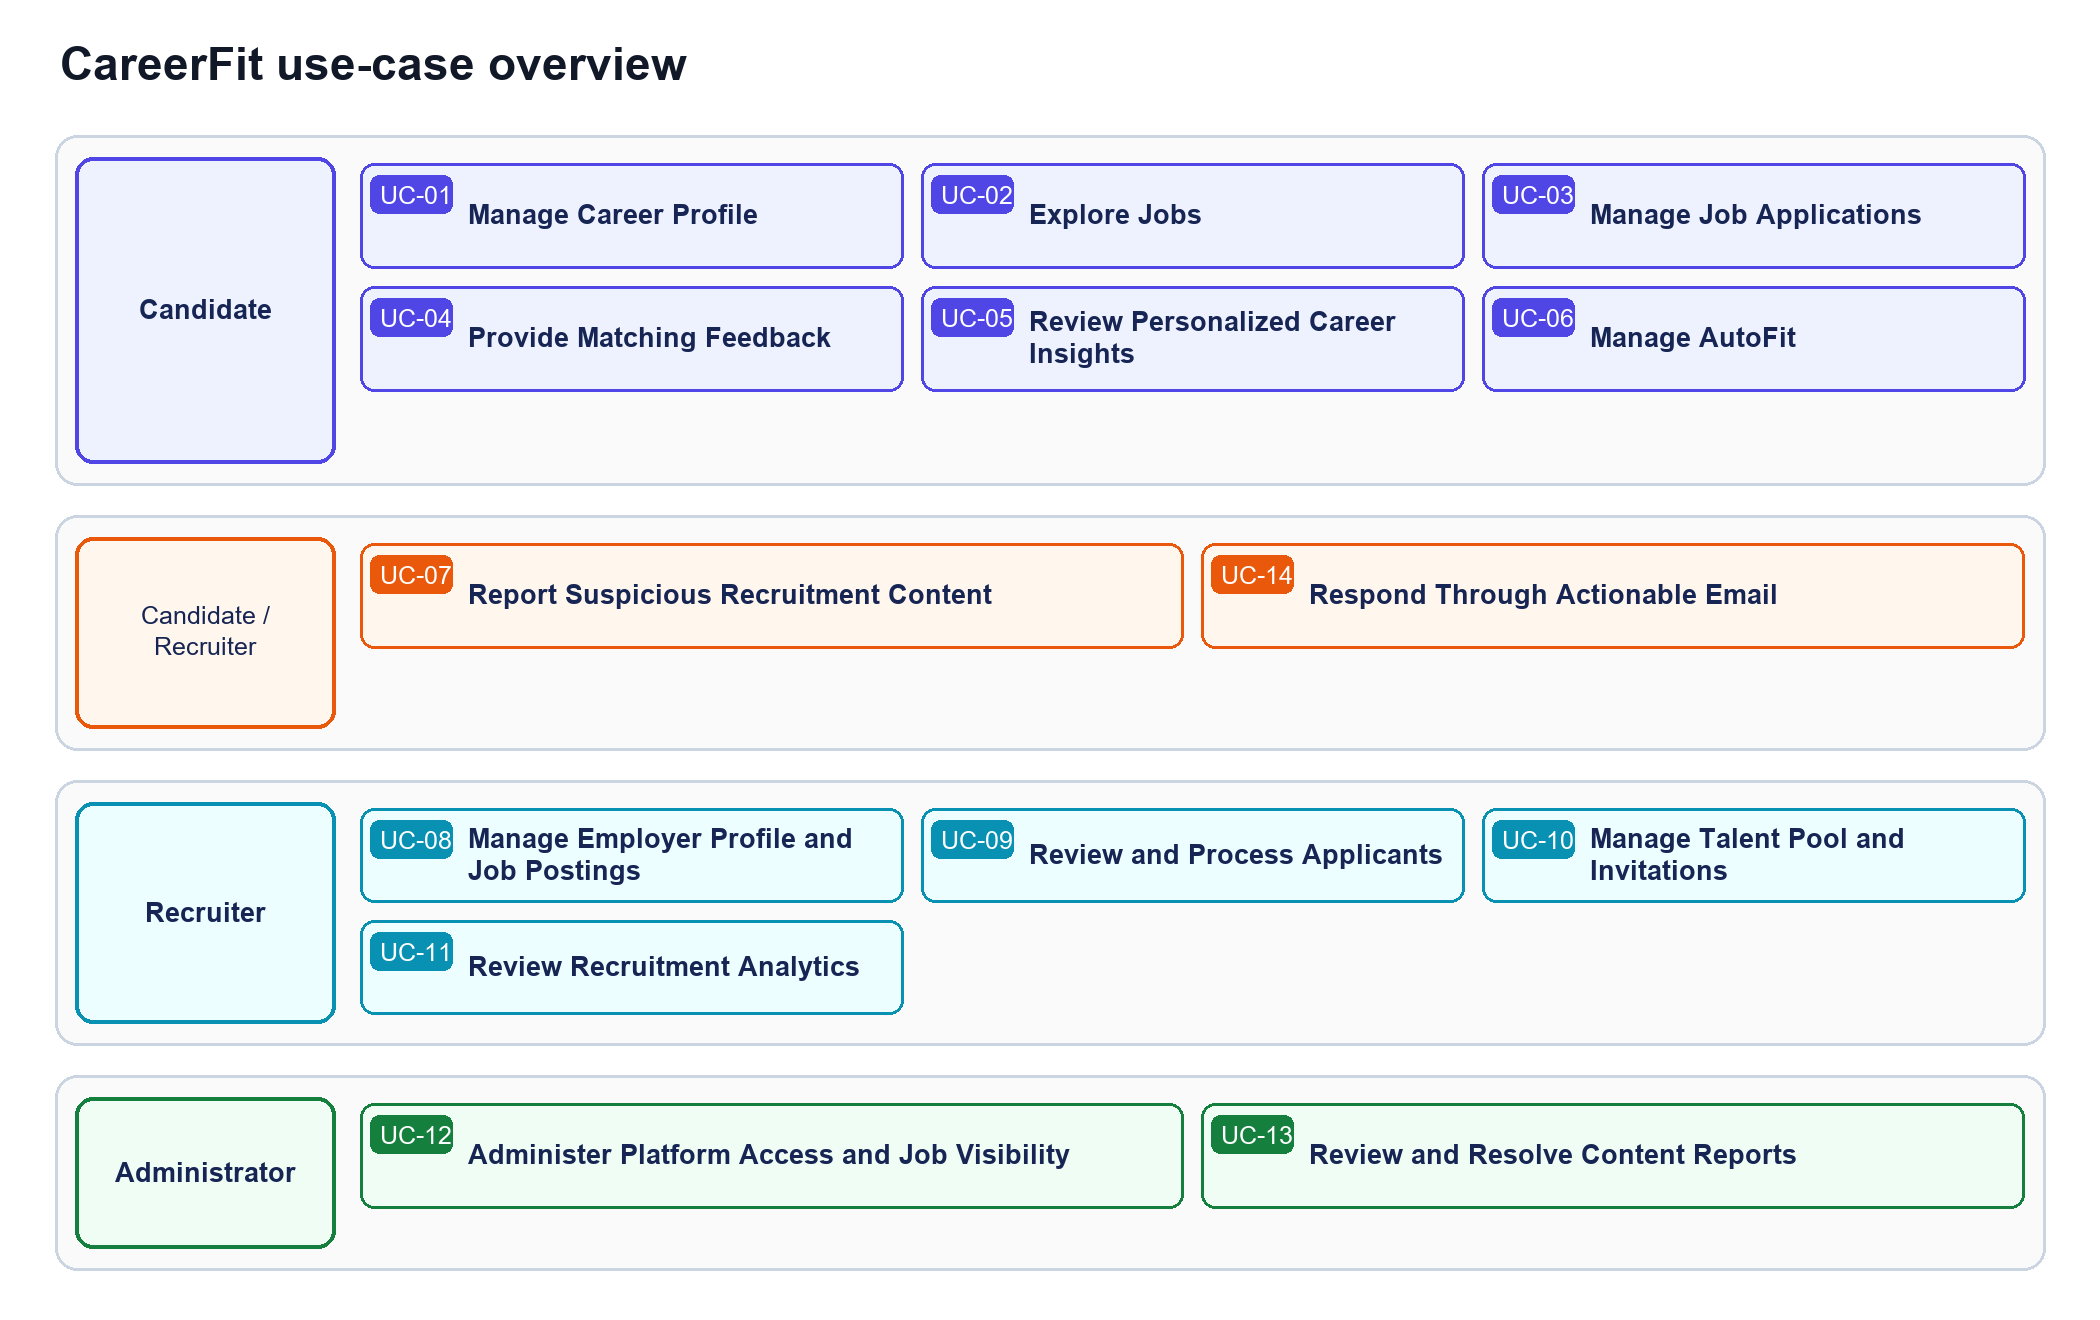 CareerFit use-case overview
Candidate
UC-01
Manage Career Profile
UC-02
Explore Jobs
UC-03
Manage Job Applications
UC-04
Provide Matching Feedback
UC-05
Review Personalized Career
Insights
UC-06
Manage AutoFit
Candidate /
Recruiter
UC-07
Report Suspicious Recruitment Content
UC-14
Respond Through Actionable Email
Recruiter
UC-08
Manage Employer Profile and
Job Postings
UC-09
Review and Process Applicants
UC-10
Manage Talent Pool and
Invitations
UC-11
Review Recruitment Analytics
Administrator
UC-12
Administer Platform Access and Job Visibility
UC-13
Review and Resolve Content Reports